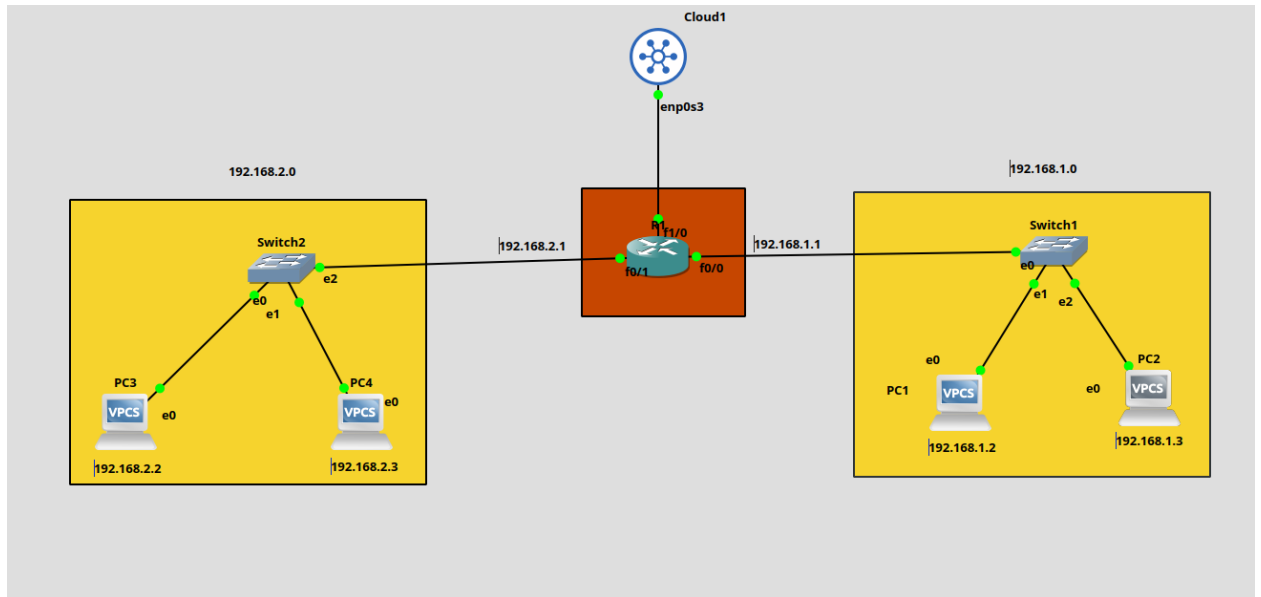 Cloud1
enp0s3
192.168.2.0
192.168.1.0
Switch2
192.168.2.1
R1
f1/0
192.168.1.1
Switch1
e2
f0/1
f0/0
e0
e0
e1
e1
e2
PC3
PC4
e0
PC2
VPCS
e0
VPCS
e0
PC1
VPCS
e0
VPCS
192.168.2.2
192.168.2.3
192.168.1.2
192.168.1.3